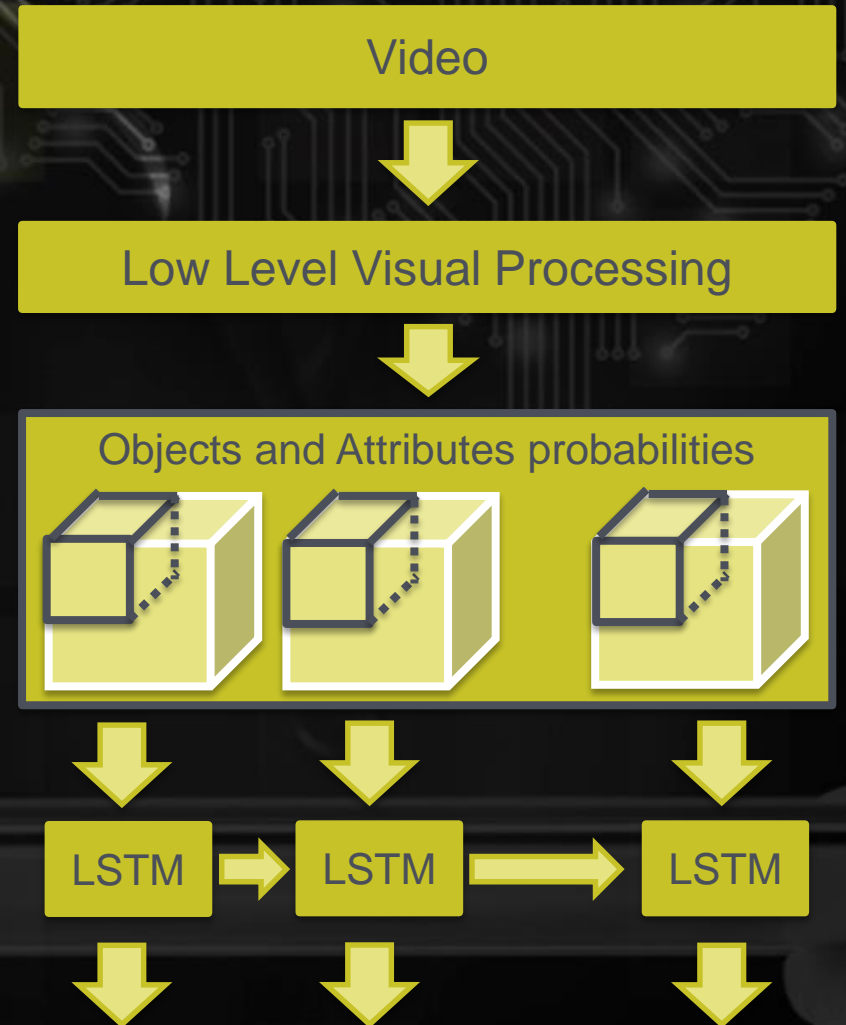 Video
Low Level Visual Processing
Objects and Attributes probabilities
LSTM
LSTM
LSTM